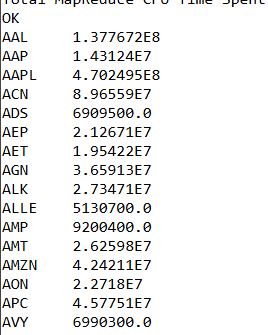 Total MapReduce CPU Time Spent
OK
AAL 1.377672E8
AAP 1.43124E7
AAPL 4.702495E8
ACN 8.96559E7
ADS 6909500.0
AEP 2.12671E7
AET 1.95422E7
AGN 3.65913E7
ALK 2.73471E7
ALLE 5130700.0
AMP 9200400.0
AMT 2.62598E7
AMZN 4.24211E7
AON 2.2718E7
APC 4.57751E7
AVY 6990300.0